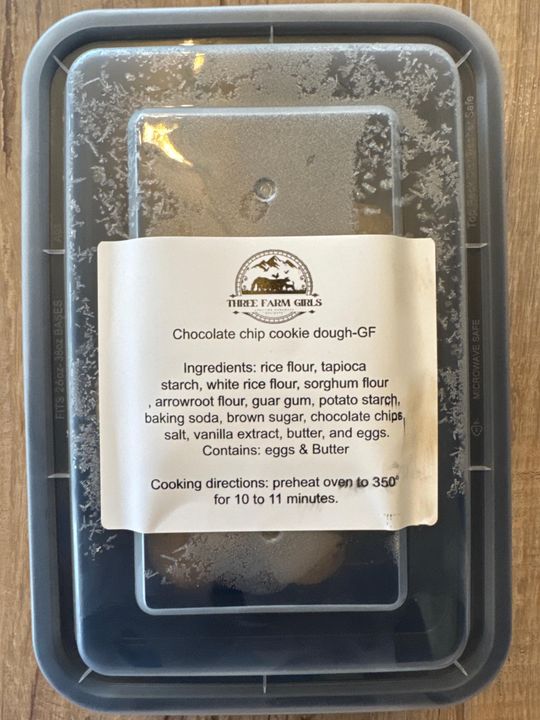 THREE FARM GIRLS
Chocolate chip cookie dough-GF
Ingredients: rice flour, tapioca
starch, white rice flour, sorghum flour
, arrowroot flour, guar gum, potato starch,
baking soda, brown sugar, chocolate chips,
salt, vanilla extract, butter, and eggs.
Contains: eggs & Butter
Cooking directions: preheat oven to 350°
for 10 to 11 minutes.
FITS 26oz-38oz BASES
MICROWAVE SAFE
Safe